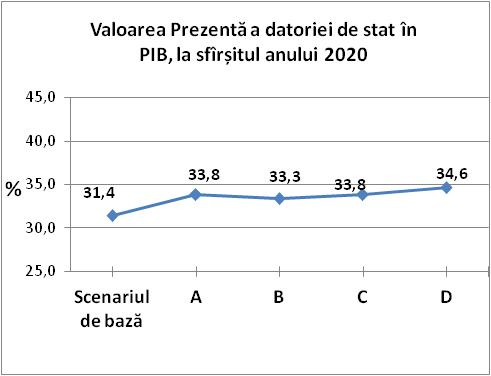 Valoarea Prezentă a datoriei de stat în
PIB, la sfîrșitul anului 2020
45,0
40,0
35,0
30,0
25,0
%
31,4
33,8
33,3
33,8
34,6
Scenariul
de bază
A
B
C
D